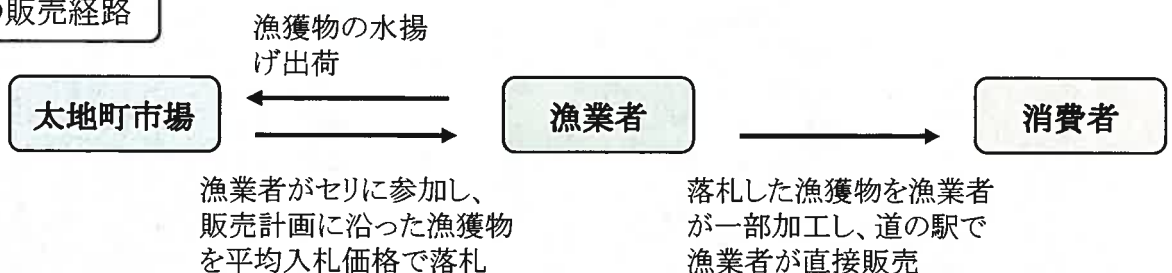 の販売経路
漁獲物の水揚
げ出荷
太地町市場
漁業者
消費者
漁業者がセリに参加し、
販売計画に沿った漁獲物
を平均入札価格で落札
落札した漁獲物を漁業者
が一部加工し、道の駅で
漁業者が直接販売